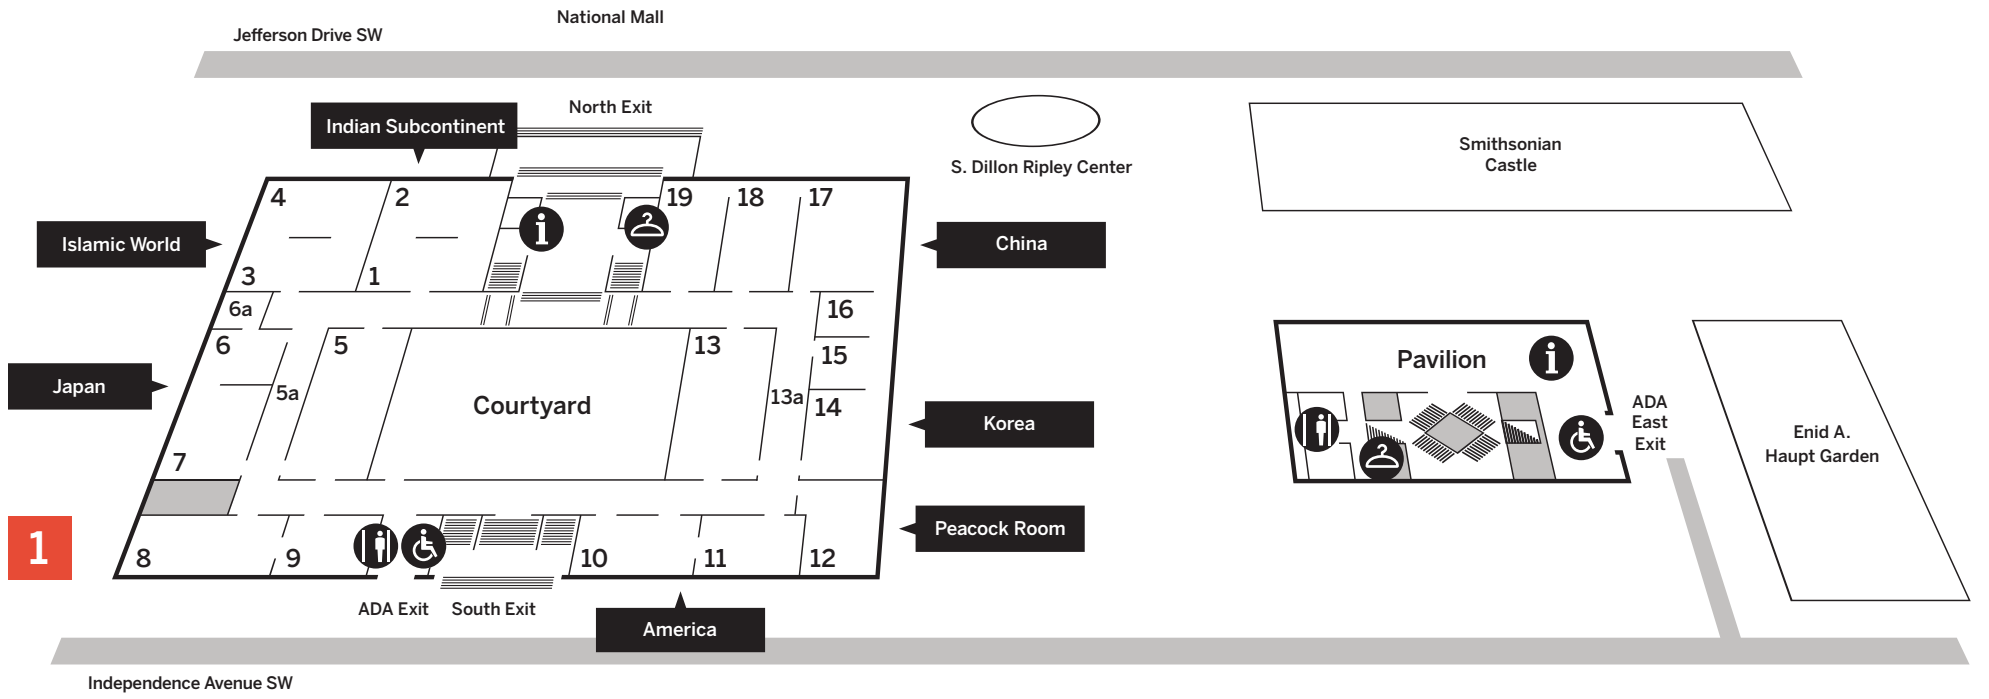 National Mall
Jefferson Drive SW
North Exit
Indian Subcontinent
S. Dillon Ripley Center
Smithsonian
Castle
4
2
19
18
17
Islamic World
China
3
1
6a
16
6
5
13
15
Pavilion
Japan
5a
Courtyard
13a
14
Korea
ADA
East
Exit
Enid A.
Haupt Garden
7
Peacock Room
1
8
9
10
11
12
ADA Exit
South Exit
America
Independence Avenue SW